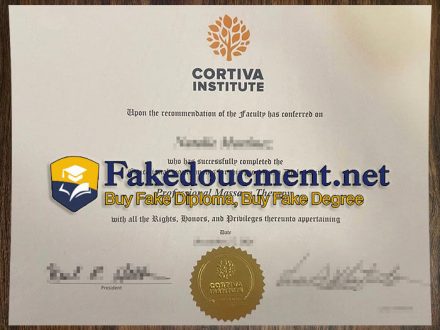 CORTIVA
INSTITUTE
Upon the recommendation of the Faculty has conferred on
who has successfully completed the
Fakedoucment.net
Buy Fake Diploma, Buy Fake Degree
Professional Massage Therapy
with all the Rights, Honors, and Privileges thereunto appertaining
Date
President
CORTIVA
INSTITUTE